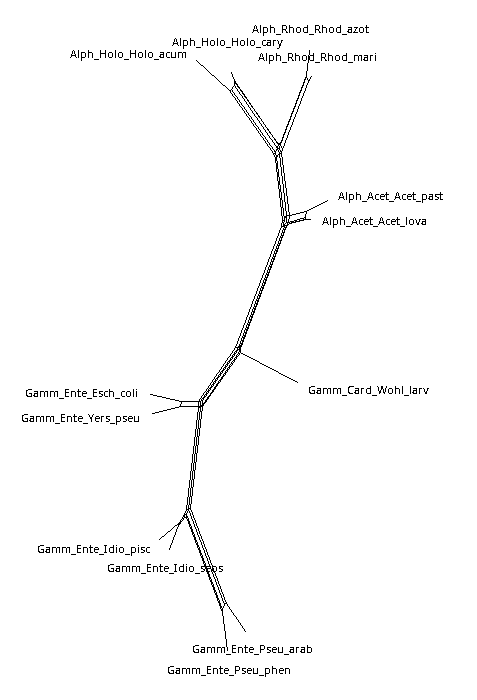 Alph_Rhod_Rhod_azot
Alph_Holo_Holo_cary
Alph_Holo_Holo_acum
Alph_Rhod_Rhod_mari
Alph_Acet_Acet_past
Alph_Acet_Acet_lova
Gamm_Card_Wohl_larv
Gamm_Ente_Esch_coli
Gamm_Ente_Yers_pseu
Gamm_Ente_Idio_pisc
Gamm_Ente_Idio_seos
Gamm_Ente_Pseu_arab
Gamm_Ente_Pseu_phen